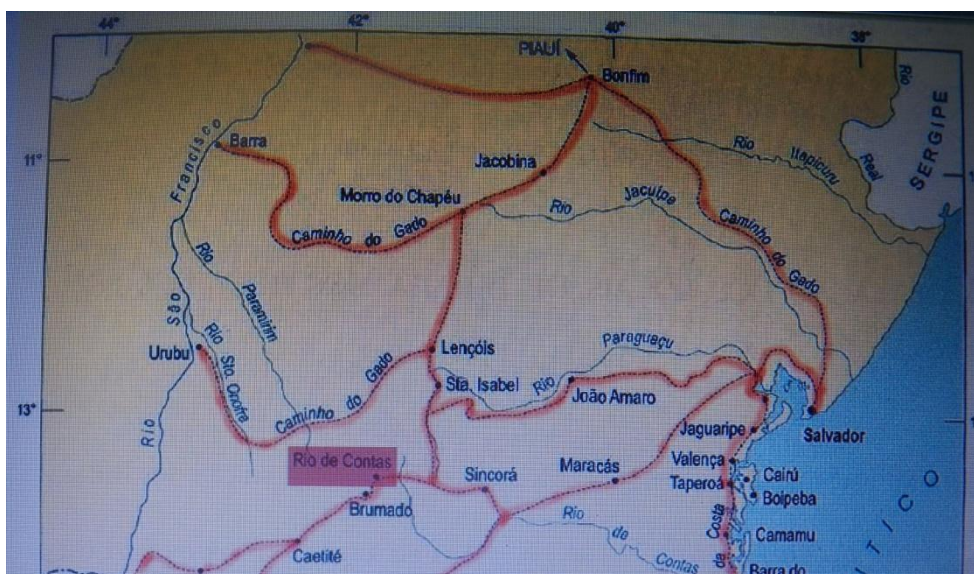 44°
42°
40°
38°
PIAUÍ
Bonfim
Rio
Rio
Itapicuru
Real
SERGIPE
Barra
11°
Francisco
Jacobina
Morro do Chapéu
Rio
Jacuípe
Caminho do Gado
Caminho do Gado
Rio
Paramirim
São
Rio
Sto. Onofre
Urubu
Lençóis
Paraguaçu
Caminho do Gado
Sta. Isabel
Rio
João Amaro
13°
Rio
Jaguaripe
Salvador
Rio de Contas
Sincorá
Maracás
Valença
Taperoá
Cairú
Boipeba
Brumado
Rio
de
Contas
Costa
da
Camamu
Caetité
Barra do
TICO